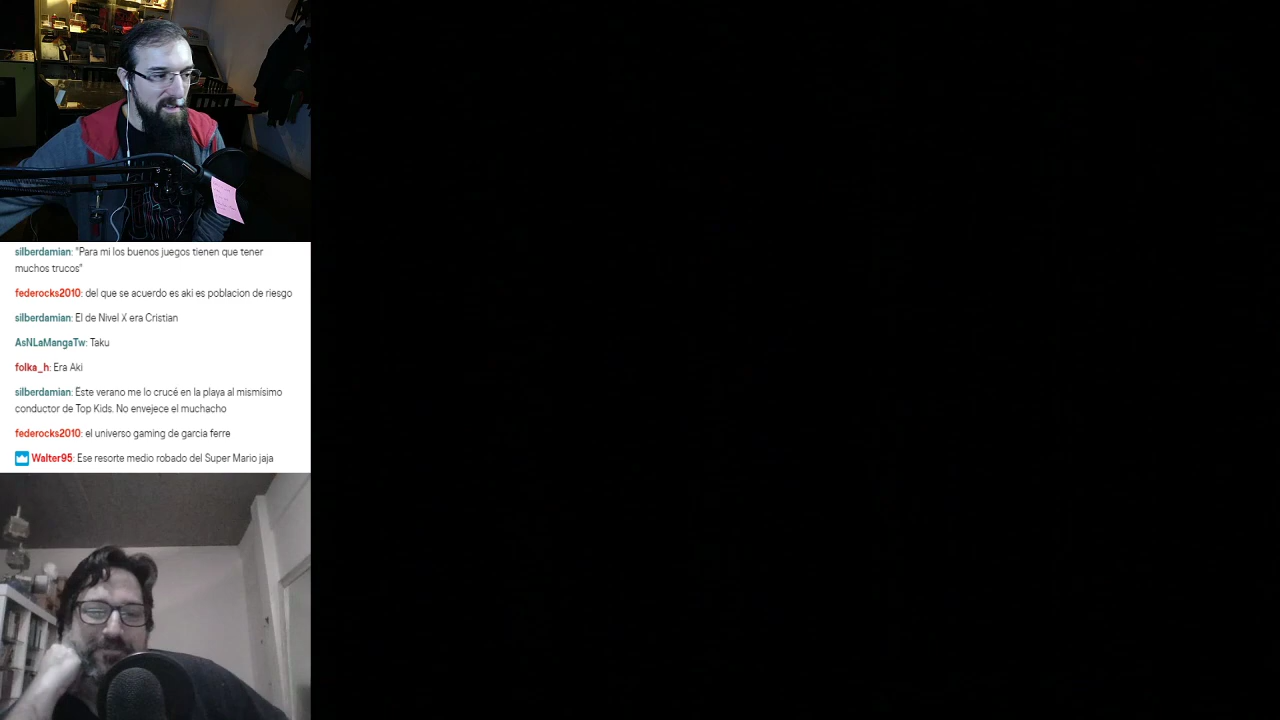 silberdamian: "Para mi los buenos juegos tienen que tener
muchos trucos"
federocks2010: del que se acuerdo es aki es poblacion de riesgo
silberdamian: El de Nivel X era Cristian
AsNLaMangaTw: Taku
folka_h: Era Aki
silberdamian: Este verano me lo crucé en la playa al mismísimo
conductor de Top Kids. No envejece el muchacho
federocks2010: el universo gaming de garcia ferre
Walter95: Ese resorte medio robado del Super Mario jaja